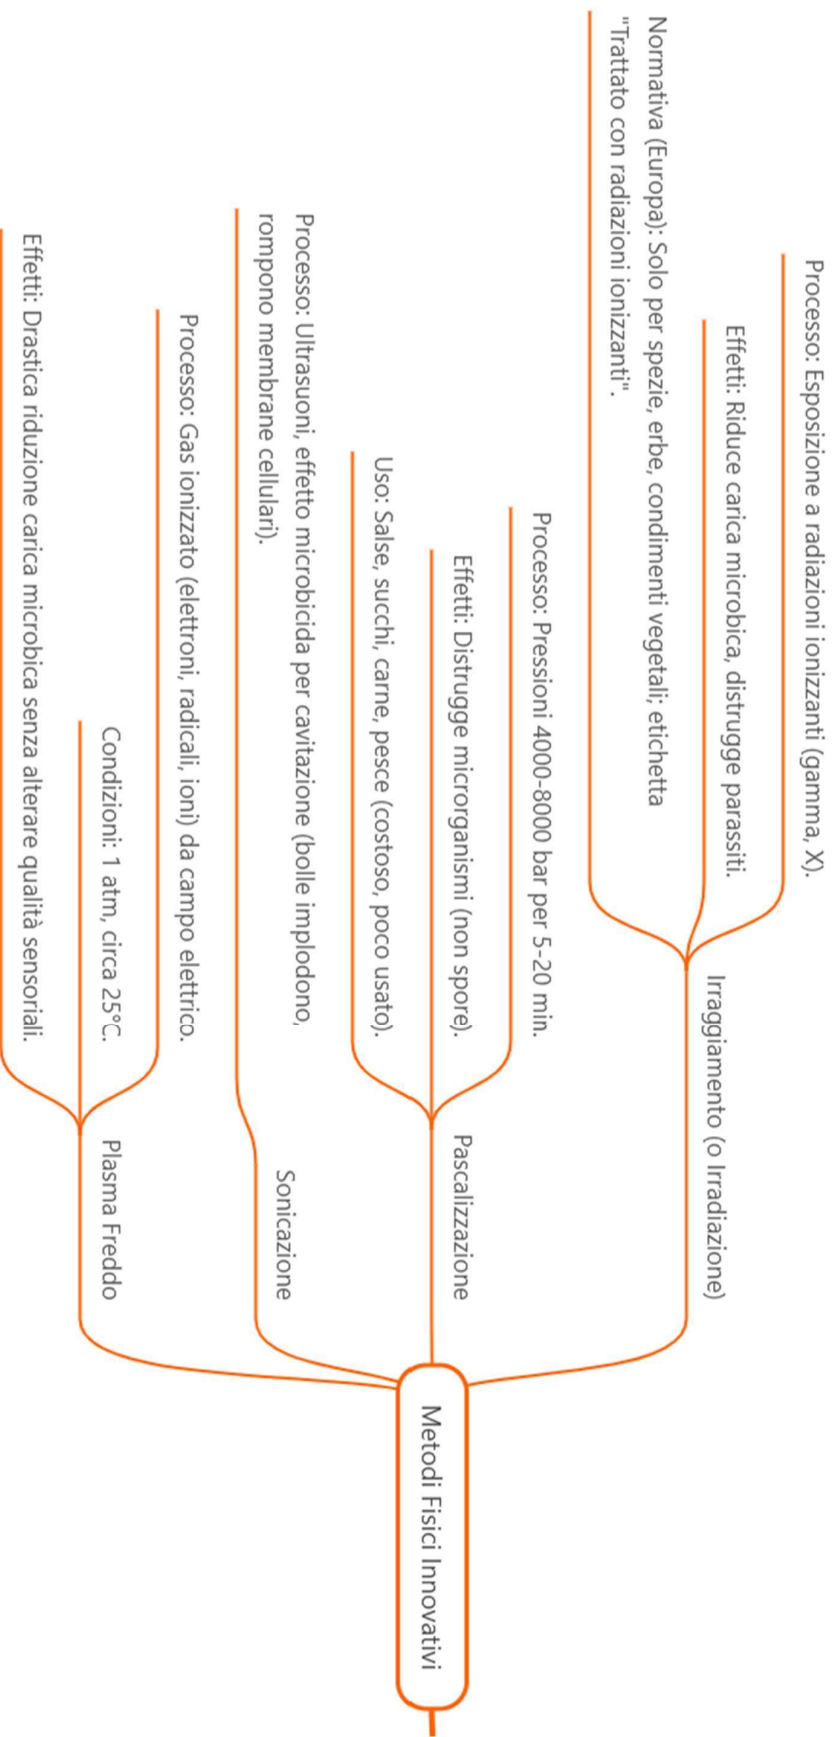 Processo: Esposizione a radiazioni ionizzanti (gamma, X).
Effetti: Riduce carica microbica, distrugge parassiti.
Normativa (Europa): Solo per spezie, erbe, condimenti vegetali; etichetta
"Trattato con radiazioni ionizzanti".
Irraggiamento (o Irradiazione)
Processo: Pressioni 4000-8000 bar per 5-20 min.
Effetti: Distrugge microrganismi (non spore).
Uso: Salse, succhi, carne, pesce (costoso, poco usato).
Pascalizzazione
Processo: Ultrasuoni, effetto microbicida per cavitazione (bolle implodono,
rompono membrane cellulari).
Sonicazione
Processo: Gas ionizzato (elettroni, radicali, ioni) da campo elettrico.
Condizioni: 1 atm, circa 25°C.
Effetti: Drastica riduzione carica microbica senza alterare qualità sensoriali.
Plasma Freddo
Metodi Fisici Innovativi